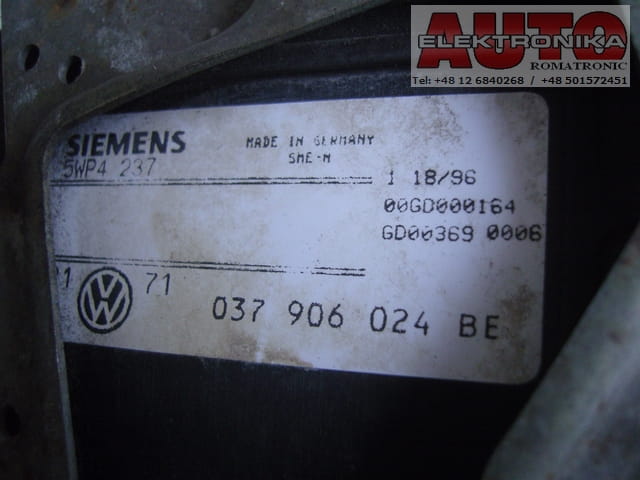 AUTO
ELEKTRONIKA
ROMATRONIC
Tel: +48 12 6840268 / +48 501572451
SIEMENS
MADE IN GERMANY
5WP4 237
SME-M
1 18/96
00GD000164
GD00369 0006
1 71
037 906 024 BE